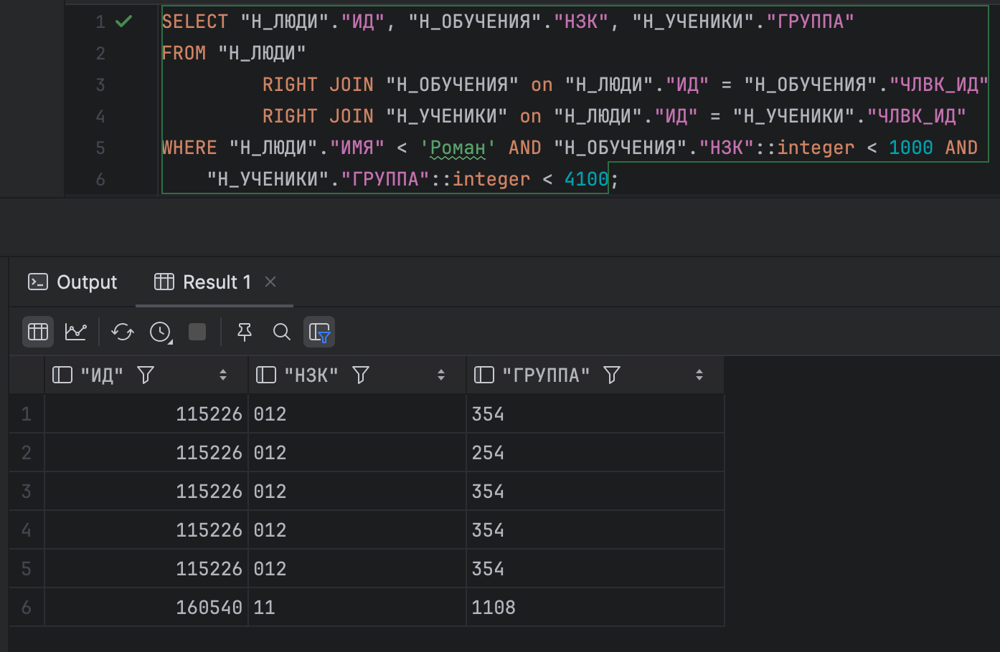 1 SELECT "Н_ЛЮДИ"."ИД", "Н_ОБУЧЕНИЯ"."НЗК", "Н_УЧЕНИКИ"."ГРУППА"
2 FROM "Н_ЛЮДИ"
3 RIGHT JOIN "Н_ОБУЧЕНИЯ" on "Н_ЛЮДИ"."ИД" = "Н_ОБУЧЕНИЯ"."ЧЛВК_ИД"
4 RIGHT JOIN "Н_УЧЕНИКИ" on "Н_ЛЮДИ"."ИД" = "Н_УЧЕНИКИ"."ЧЛВК_ИД"
5 WHERE "Н_ЛЮДИ"."ИМЯ" < 'Роман' AND "Н_ОБУЧЕНИЯ"."НЗК"::integer < 1000 AND
6 "Н_УЧЕНИКИ"."ГРУППА"::integer < 4100;
Output Result 1
"ИД" "НЗК" "ГРУППА"
1 115226 012 354
2 115226 012 254
3 115226 012 354
4 115226 012 354
5 115226 012 354
6 160540 11 1108